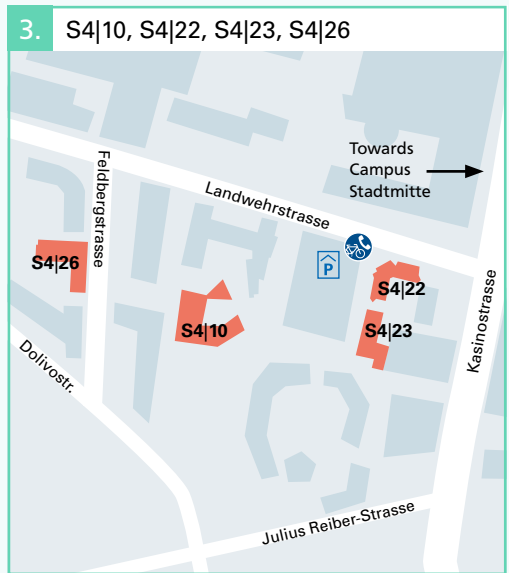 3. S4|10, S4|22, S4|23, S4|26
Towards
Campus
Stadtmitte
Feldbergstrasse
Landwehrstrasse
S4|26
P
S4|22
S4|10
S4|23
Kasinostrasse
Dolivostr.
Julius Reiber-Strasse